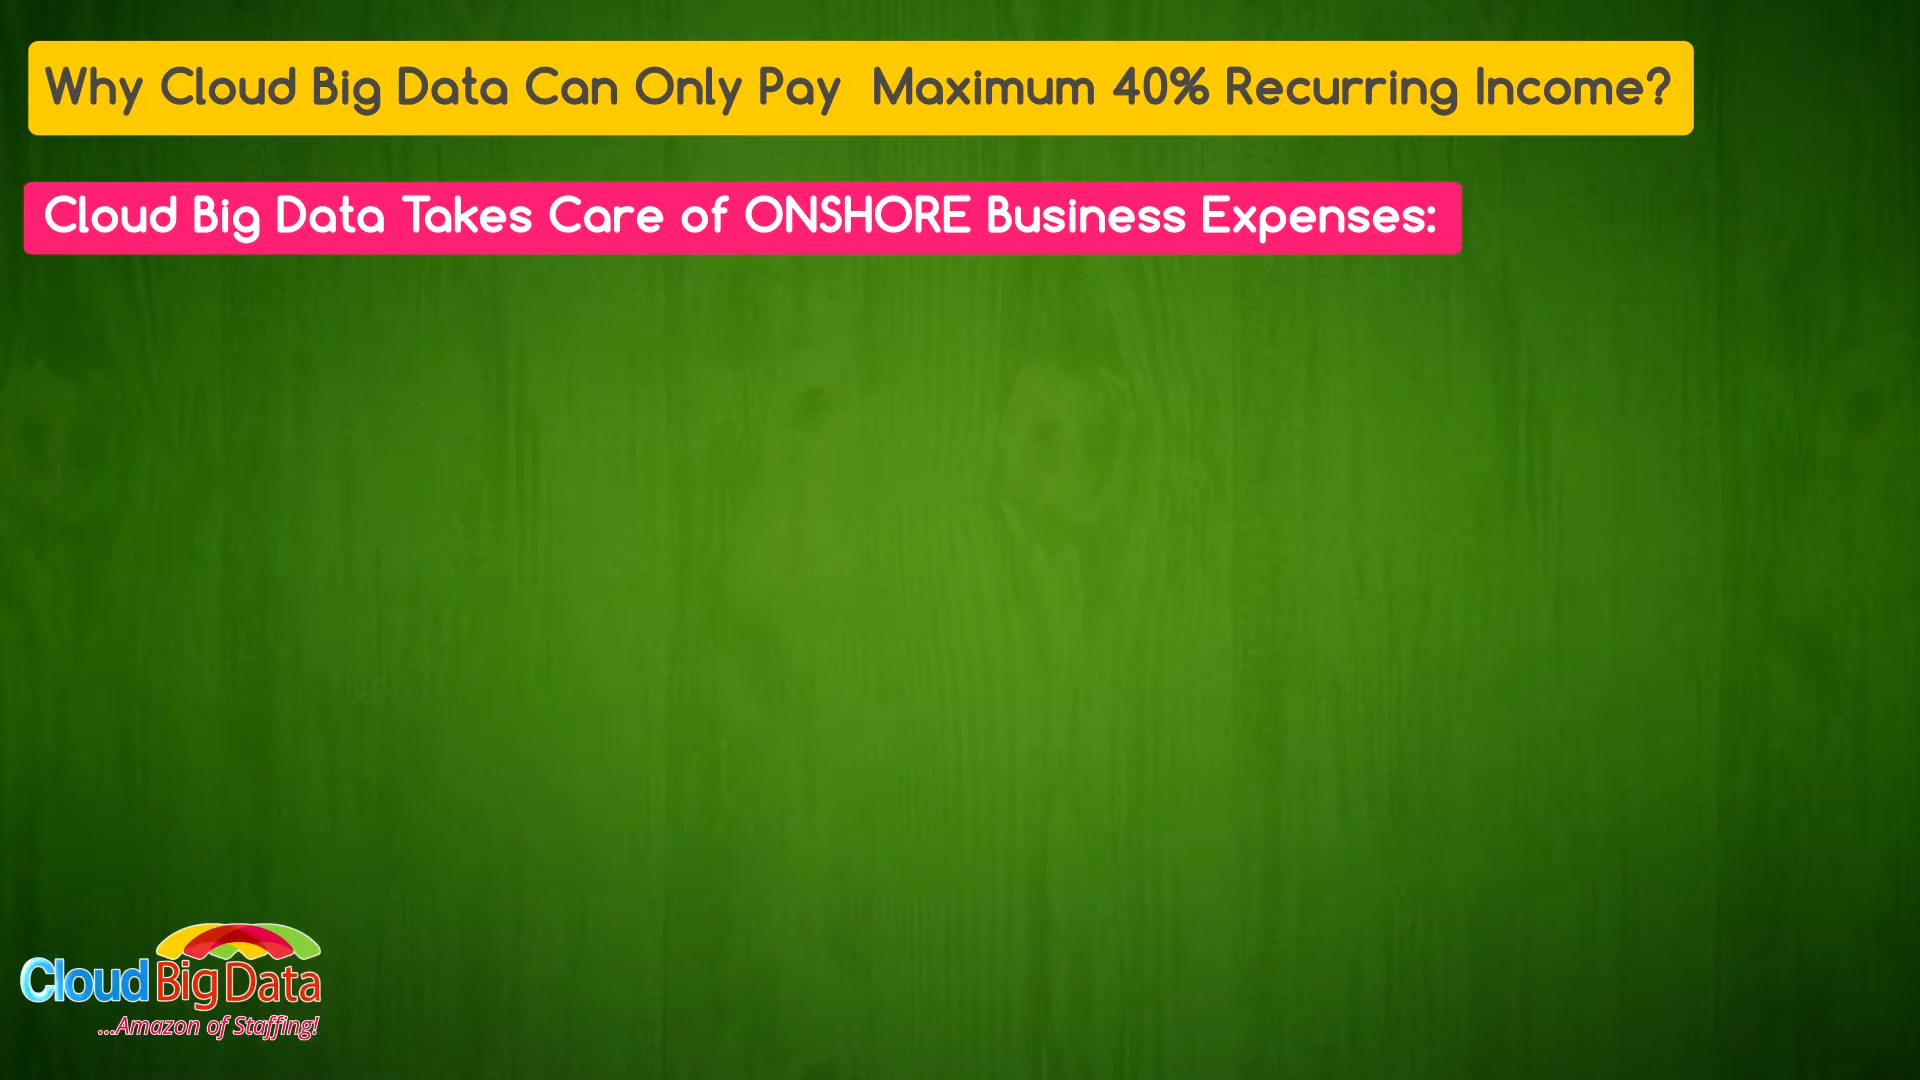 Why Cloud Big Data Can Only Pay  Maximum 40% Recurring Income?
Cloud Big Data Takes Care of ONSHORE Business Expenses:
Cloud Big Data
...Amazon of Staffing!